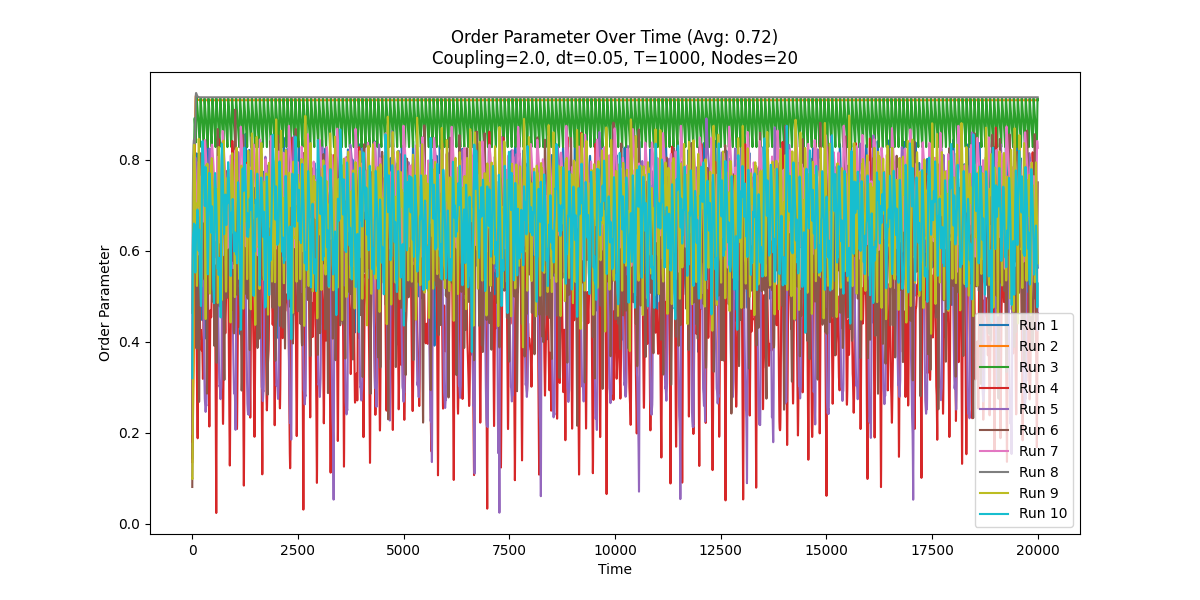 Order Parameter Over Time (Avg: 0.72)
Coupling=2.0, dt=0.05, T=1000, Nodes=20
Order Parameter
0.8
0.6
0.4
0.2
0.0
0
2500
5000
7500
10000
12500
15000
17500
20000
Time
Run 1
Run 2
Run 3
Run 4
Run 5
Run 6
Run 7
Run 8
Run 9
Run 10